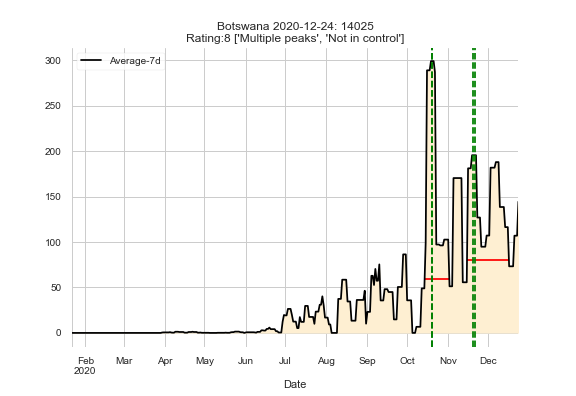 Botswana 2020-12-24: 14025
Rating:8 ['Multiple peaks', 'Not in control']
Average-7d
300
250
200
150
100
50
0
Feb Mar Apr May Jun Jul Aug Sep Oct Nov Dec
2020
Date